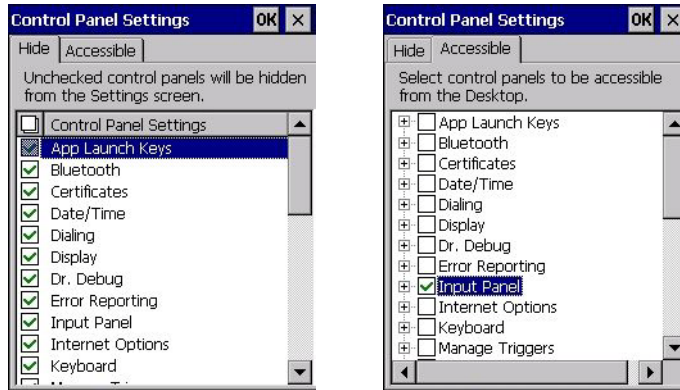 Control Panel Settings OK
Hide Accessible
Unchecked control panels will be hidden
from the Settings screen.
Control Panel Settings
App Launch Keys
Bluetooth
Certificates
Date/Time
Dialing
Display
Dr. Debug
Error Reporting
Input Panel
Internet Options
Keyboard
Control Panel Settings OK
Hide Accessible
Select control panels to be accessible
from the Desktop.
App Launch Keys
Bluetooth
Certificates
Date/Time
Dialing
Display
Dr. Debug
Error Reporting
Input Panel
Internet Options
Keyboard
Manage Triggers